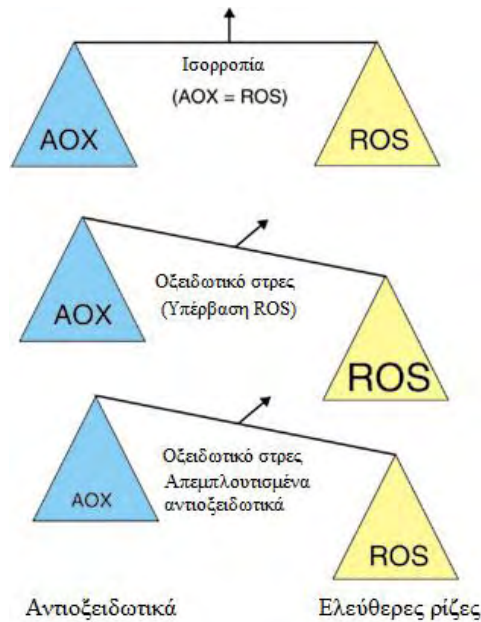 Ισορροπία
(AOX = ROS)
AOX
ROS
Οξειδωτικό στρες
(Υπέρβαση ROS)
AOX
ROS
Οξειδωτικό στρες
Απεμπλουτισμένα
αντιοξειδωτικά
AOX
ROS
Αντιοξειδωτικά
Ελεύθερες ρίζες